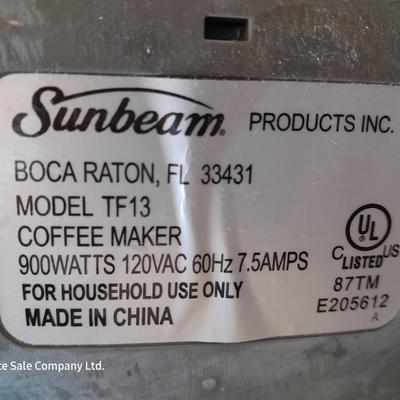 Sunbeam® PRODUCTS INC.
BOCA RATON, FL 33431
MODEL TF13
COFFEE MAKER
900WATTS 120VAC 60Hz 7.5AMPS
FOR HOUSEHOLD USE ONLY
MADE IN CHINA
UL
C LISTED US
87TM
E205612
A
Sale Company Ltd.